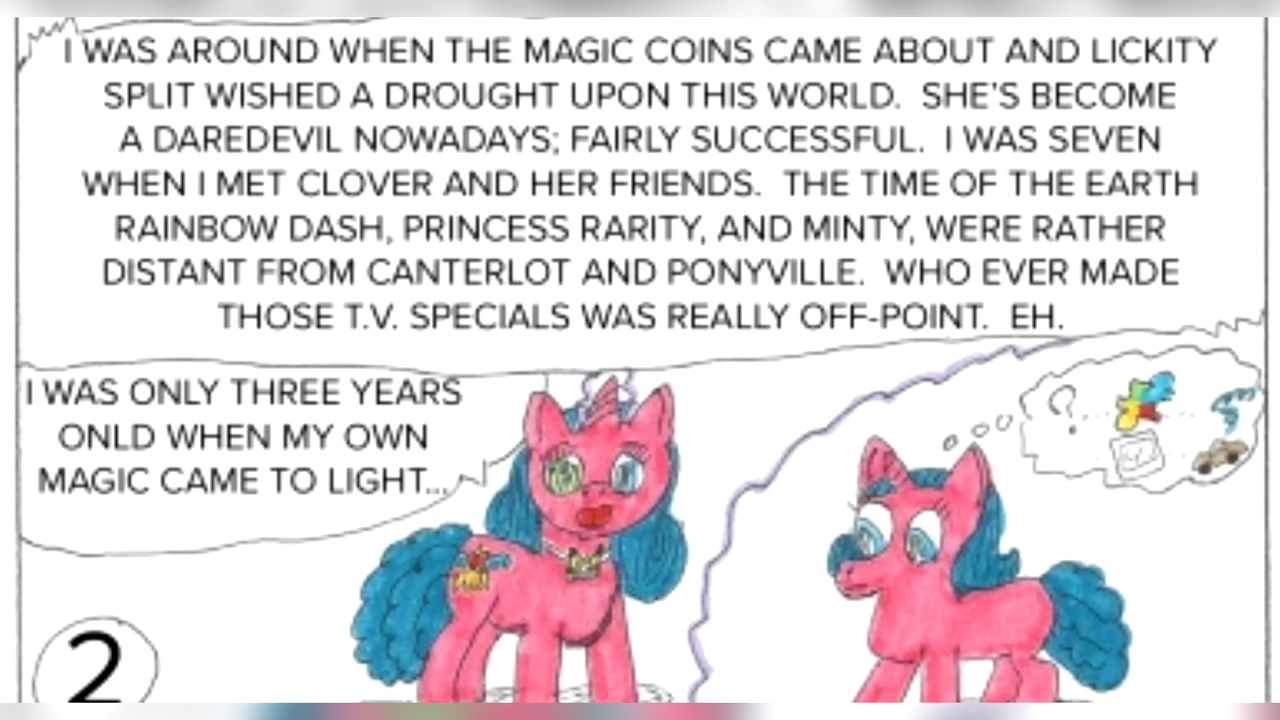 I WAS AROUND WHEN THE MAGIC COINS CAME ABOUT AND LICKITY
SPLIT WISHED A DROUGHT UPON THIS WORLD. SHE'S BECOME
A DAREDEVIL NOWADAYS; FAIRLY SUCCESSFUL. I WAS SEVEN
WHEN I MET CLOVER AND HER FRIENDS. THE TIME OF THE EARTH
RAINBOW DASH, PRINCESS RARITY, AND MINTY, WERE RATHER
DISTANT FROM CANTERLOT AND PONYVILLE. WHO EVER MADE
THOSE T.V. SPECIALS WAS REALLY OFF-POINT. EH.
I WAS ONLY THREE YEARS
ONLD WHEN MY OWN
MAGIC CAME TO LIGHT...
?
2